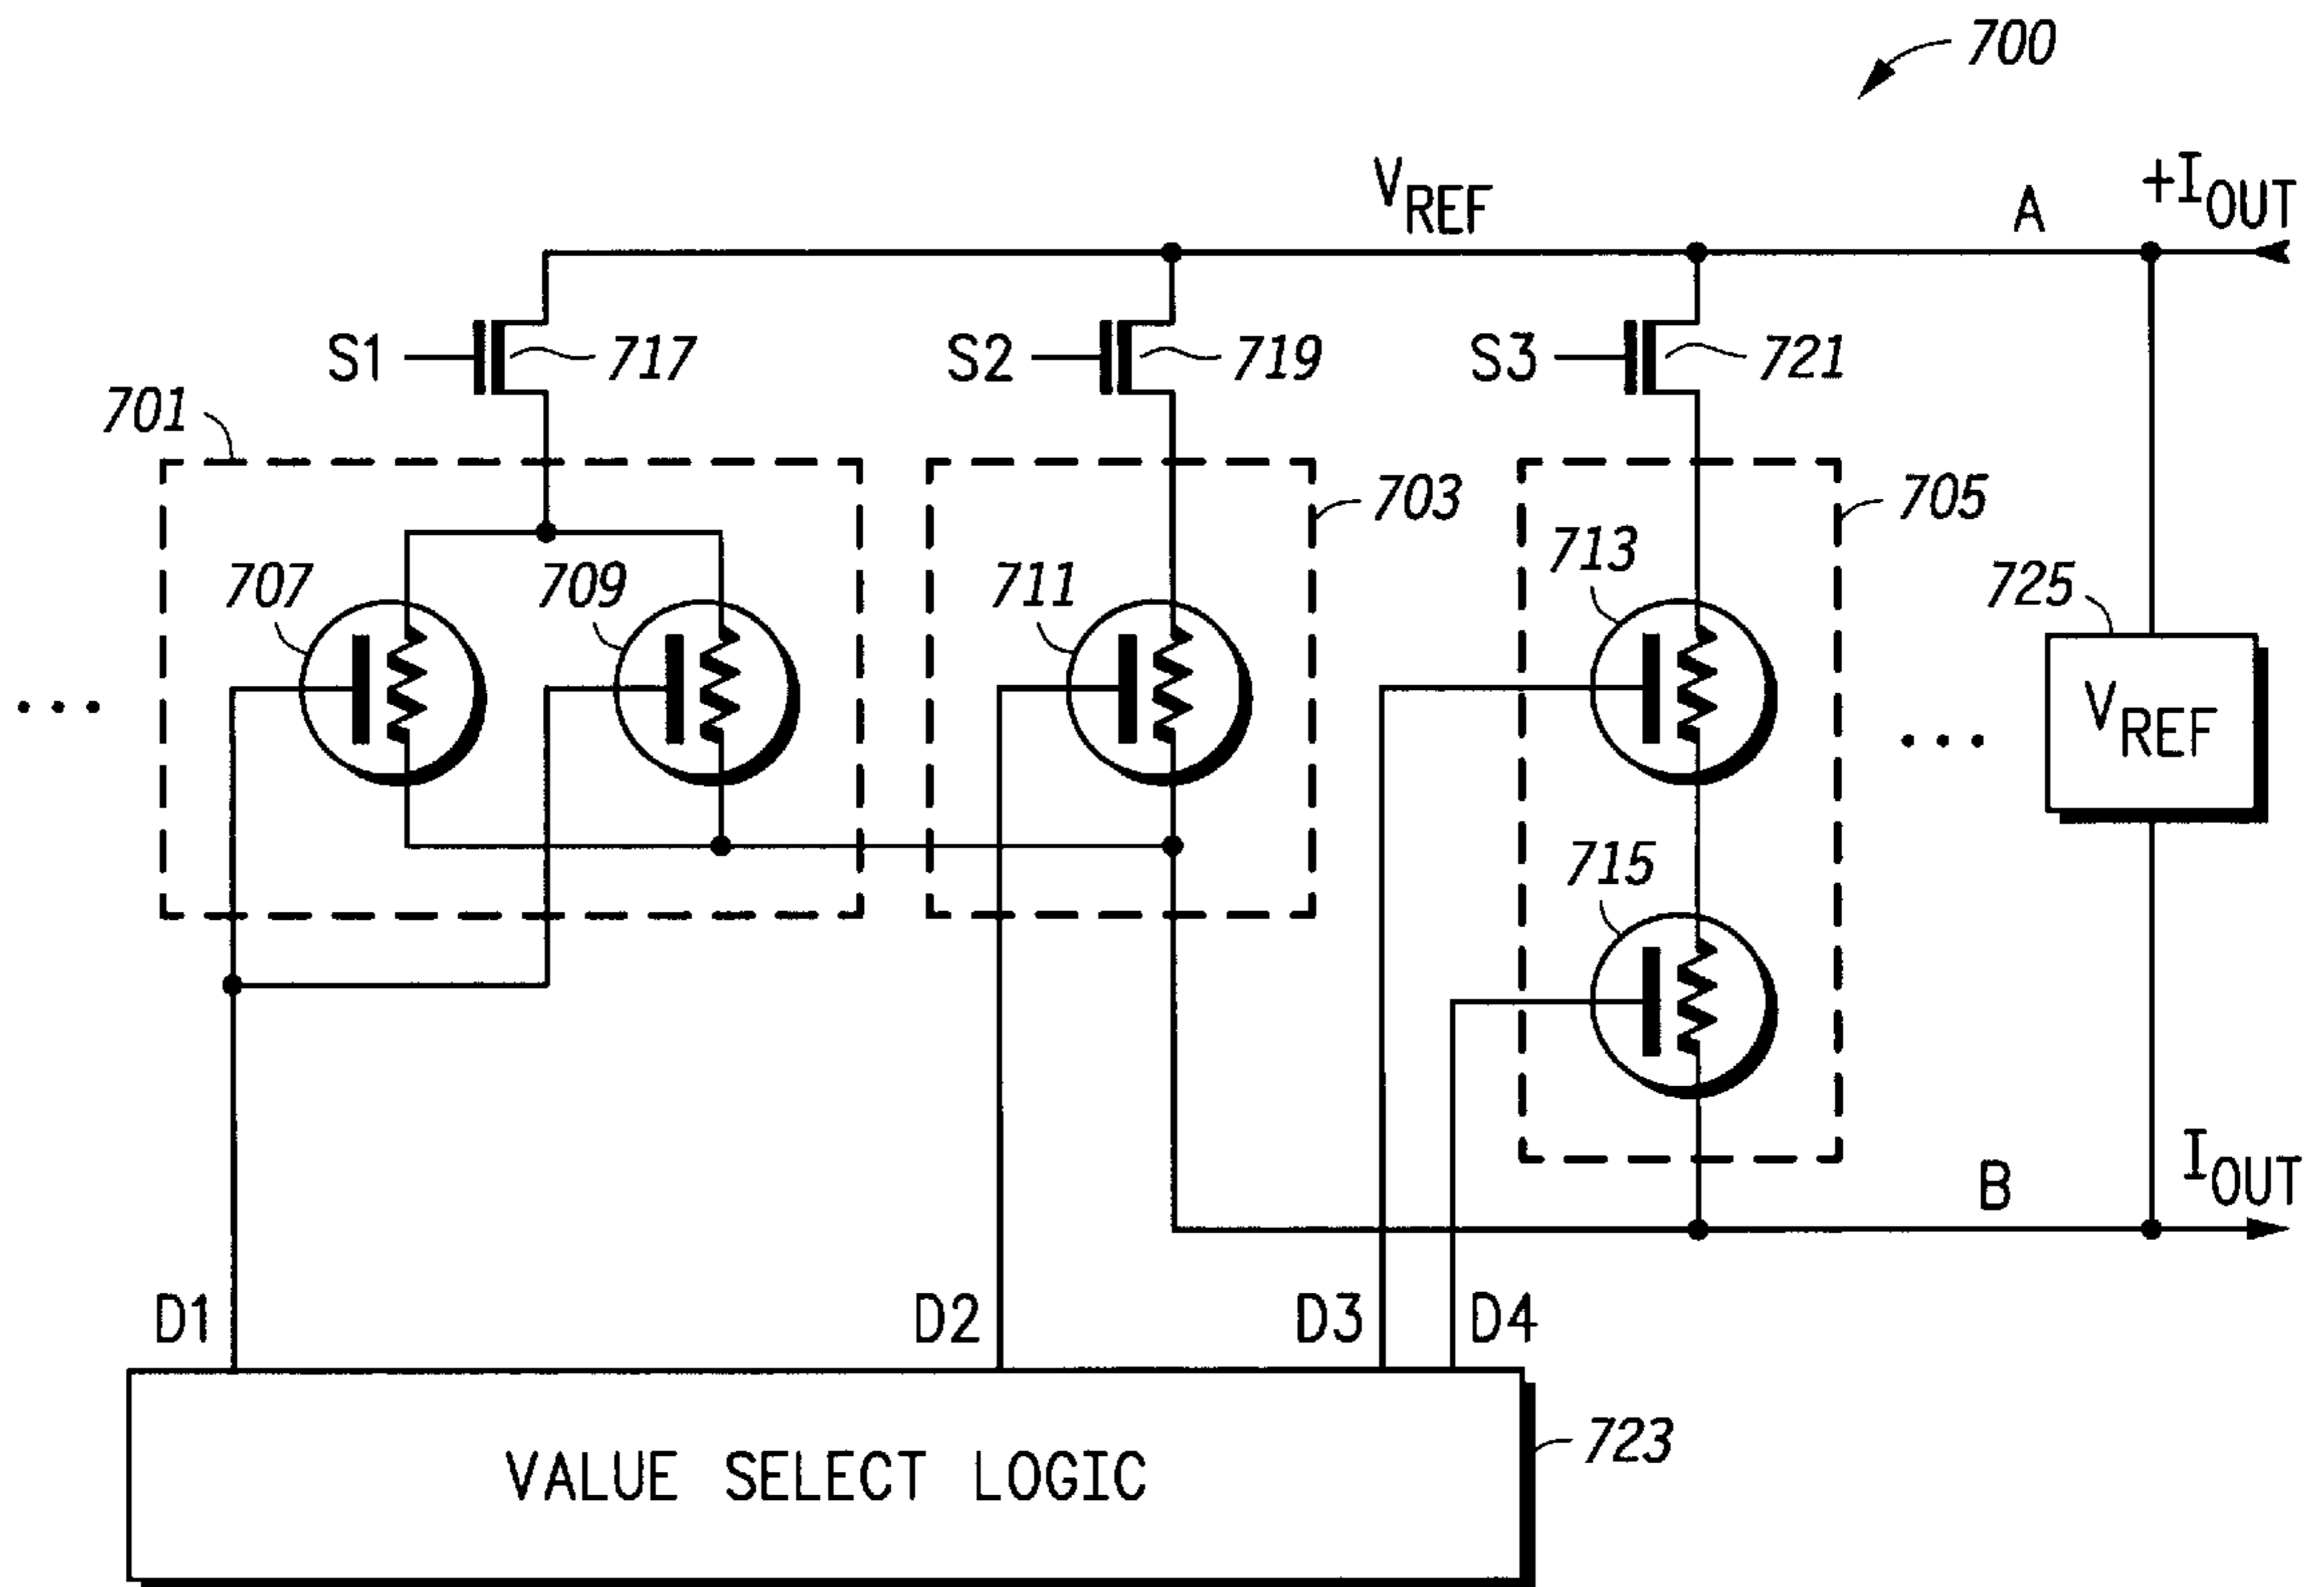 700
VREF
A
+IOUT
S1
717
S2
719
S3
721
701
703
705
707
709
711
713
725
VREF
715
B
IOUT
D1
D2
D3
D4
VALUE SELECT LOGIC
723